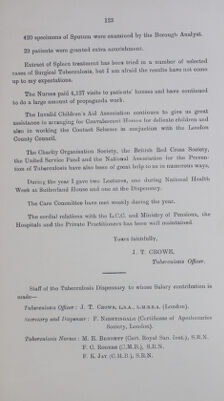 133
420 specimens of Sputum were examined by the Borough Analyst.
29 patients were granted extra nourishment.
Extract of Spleen treatment has been tried in a number of selected
cases of Surgical Tuberculosis, but I am afraid the results have not come
up to my expectations.
The Nurses paid 4,137 visits to patients' houses and have continued
to do a large amount of propaganda work.
The Invalid Children's Aid Association continues to give us great
assistance in arranging for Convalescent Homes for delicate children and
also in working the Contact Scheme in conjunction with the London
County Council.
The Charity Organisation Society, the British Red Cross Society,
the United Service Fund and the National Association for the Preven-
tion of Tuberculosis have also been of great help to us in numerous ways.
During the year I gave two Lectures, one during National Health
Week at Sutherland House and one at the Dispensary.
The Care Committee have met weekly during the year.
The cordial relations with the L.C.C. and Ministry of Pensions, the
Hospitals and the Private Practitioners has been well maintained.
Yours faithfully,
J. T. CROWE,
Tuberculosis Officer.
Staff of the Tuberculosis Dispensary to whose Salary contribution is
made—
Tuberculosis Officer: J. T. CROWE, (London).
Secretary and Dispenser: F. NIGHTINGALE (Certificate of Apothecaries
Society, London).
Tuberculosis Nurses: M. E. BENNETT (Cert. Royal San. Inst.), S.R.N.
F. C. ROGERS (C.M.B.), S.R.N.
F. K. JAY (C.M.B.), S.R.N.